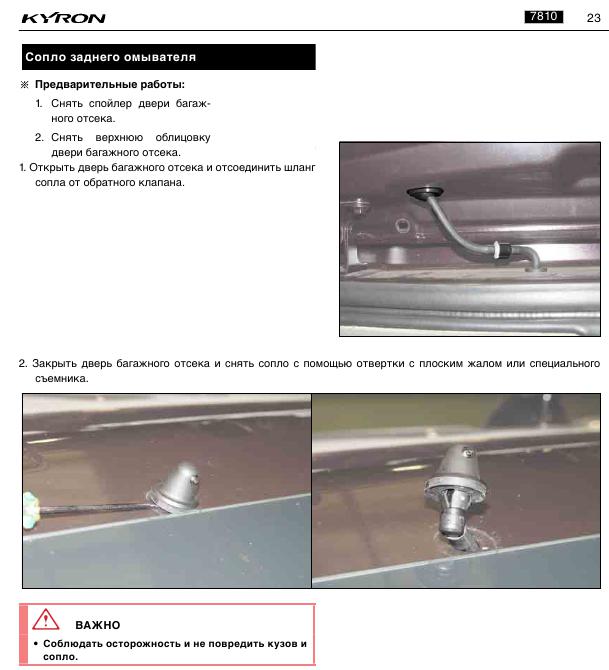 KYRON
7810 23
Сопло заднего омывателя
※ Предварительные работы:
1. Снять спойлер двери багаж-
ного отсека.
2. Снять верхнюю облицовку
двери багажного отсека.
1. Открыть дверь багажного отсека и отсоединить шланг
сопла от обратного клапана.
2. Закрыть дверь багажного отсека и снять сопло с помощью отвертки с плоским жалом или специального
съемника.
ВАЖНО
• Соблюдать осторожность и не повредить кузов и
сопло.